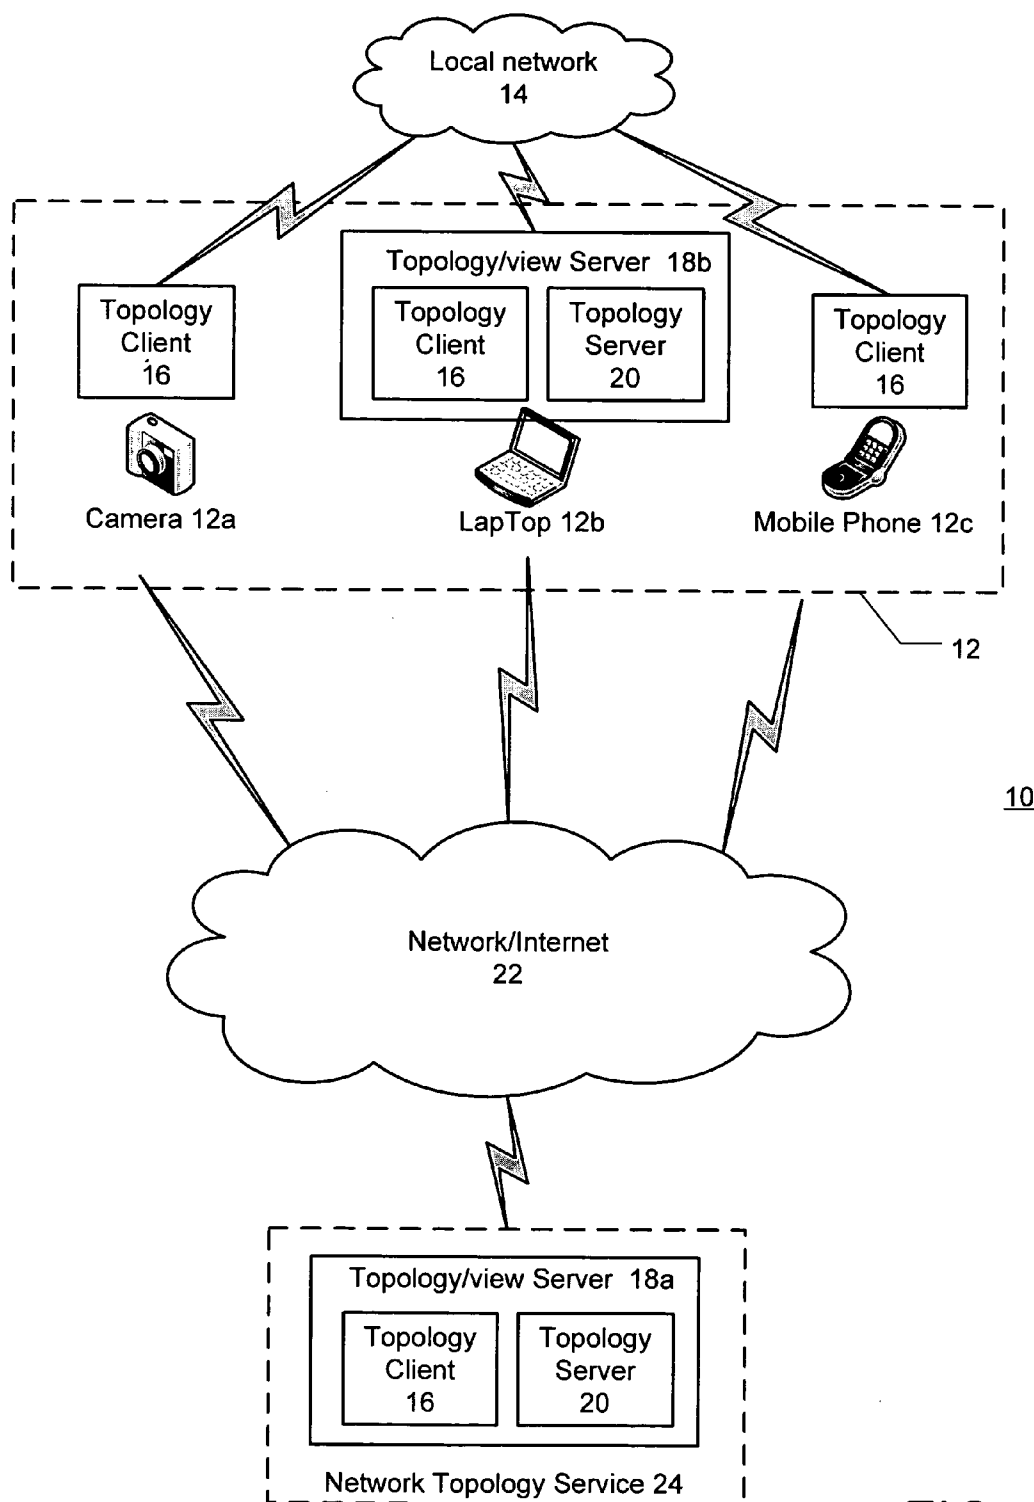 Local network
14
Topology/view Server 18b
Topology
Client
16
Topology
Client
16
Topology
Server
20
Topology
Client
16
Camera 12a
LapTop 12b
Mobile Phone 12c
12
10
Network/Internet
22
Topology/view Server 18a
Topology
Client
16
Topology
Server
20
Network Topology Service 24